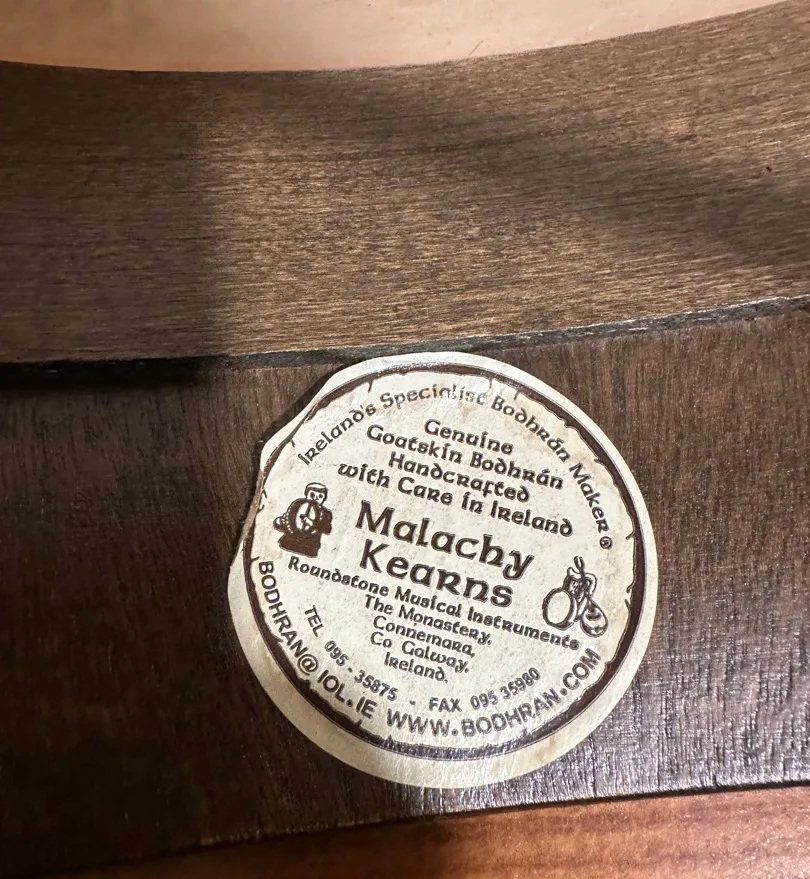 Ireland's Specialist Bodhrán Maker ®
Genuine
Goatskin Bodhrán
Handcrafted
with Care in Ireland
Malachy
Kearns
Roundstone Musical Instruments
The Monastery,
Connemara,
Co Galway,
Ireland.
TEL 095 - 35875 - FAX 095 35980
BODHRAN@IOL.IE WWW.BODHRAN.COM